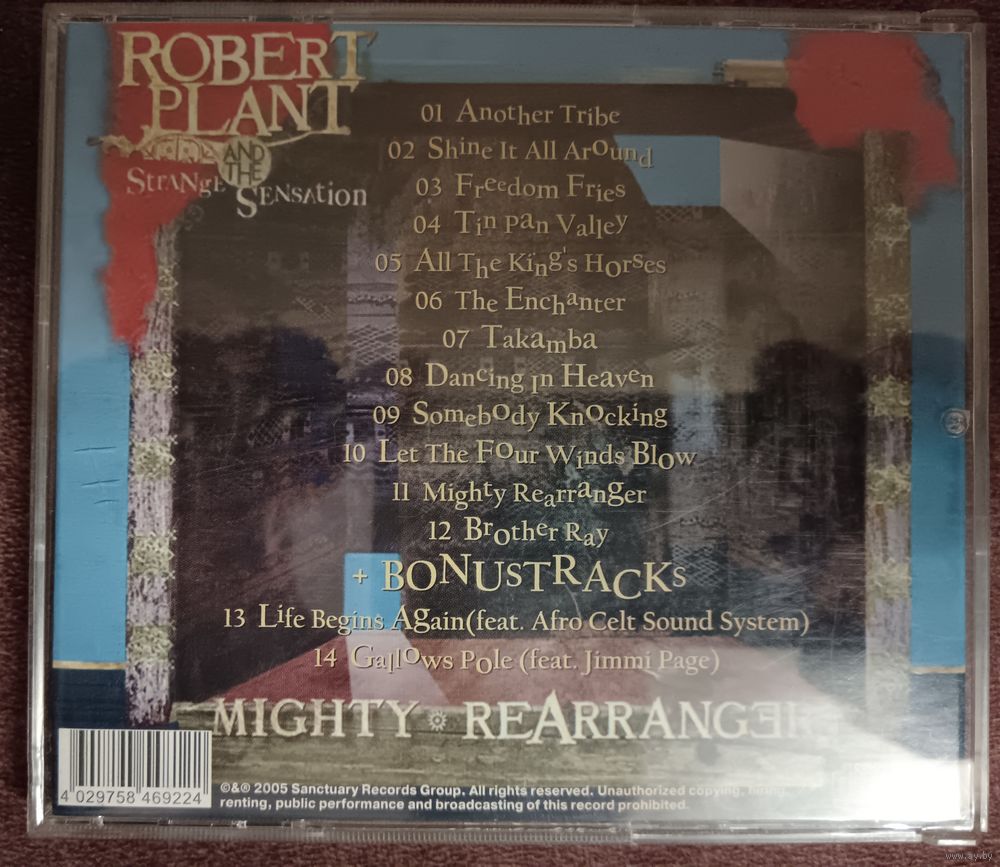 ROBERT
PLANT
AND
THE
StrANgE SENSAtion
01 Another Tribe
02 Shine It All Around
03 Freedom Fries
04 Tin pan Valley
05 All The King's Horses
06 The Enchanter
07 Takamba
08 Dancing in Heaven
09 Somebody Knocking
10 Let The Four Winds Blow
11 Mighty Rearranger
12 Brother Ray
+ BONUSTRACKS
13 Life Begins Again(feat. Afro Celt Sound System)
14 Gallows Pole (feat. Jimmi Page)
MIGHTY REARRANGER
4 029758 469224
©&® 2005 Sanctuary Records Group. All rights reserved. Unauthorized copying, hiring,
renting, public performance and broadcasting of this record prohibited.
www.ay.by